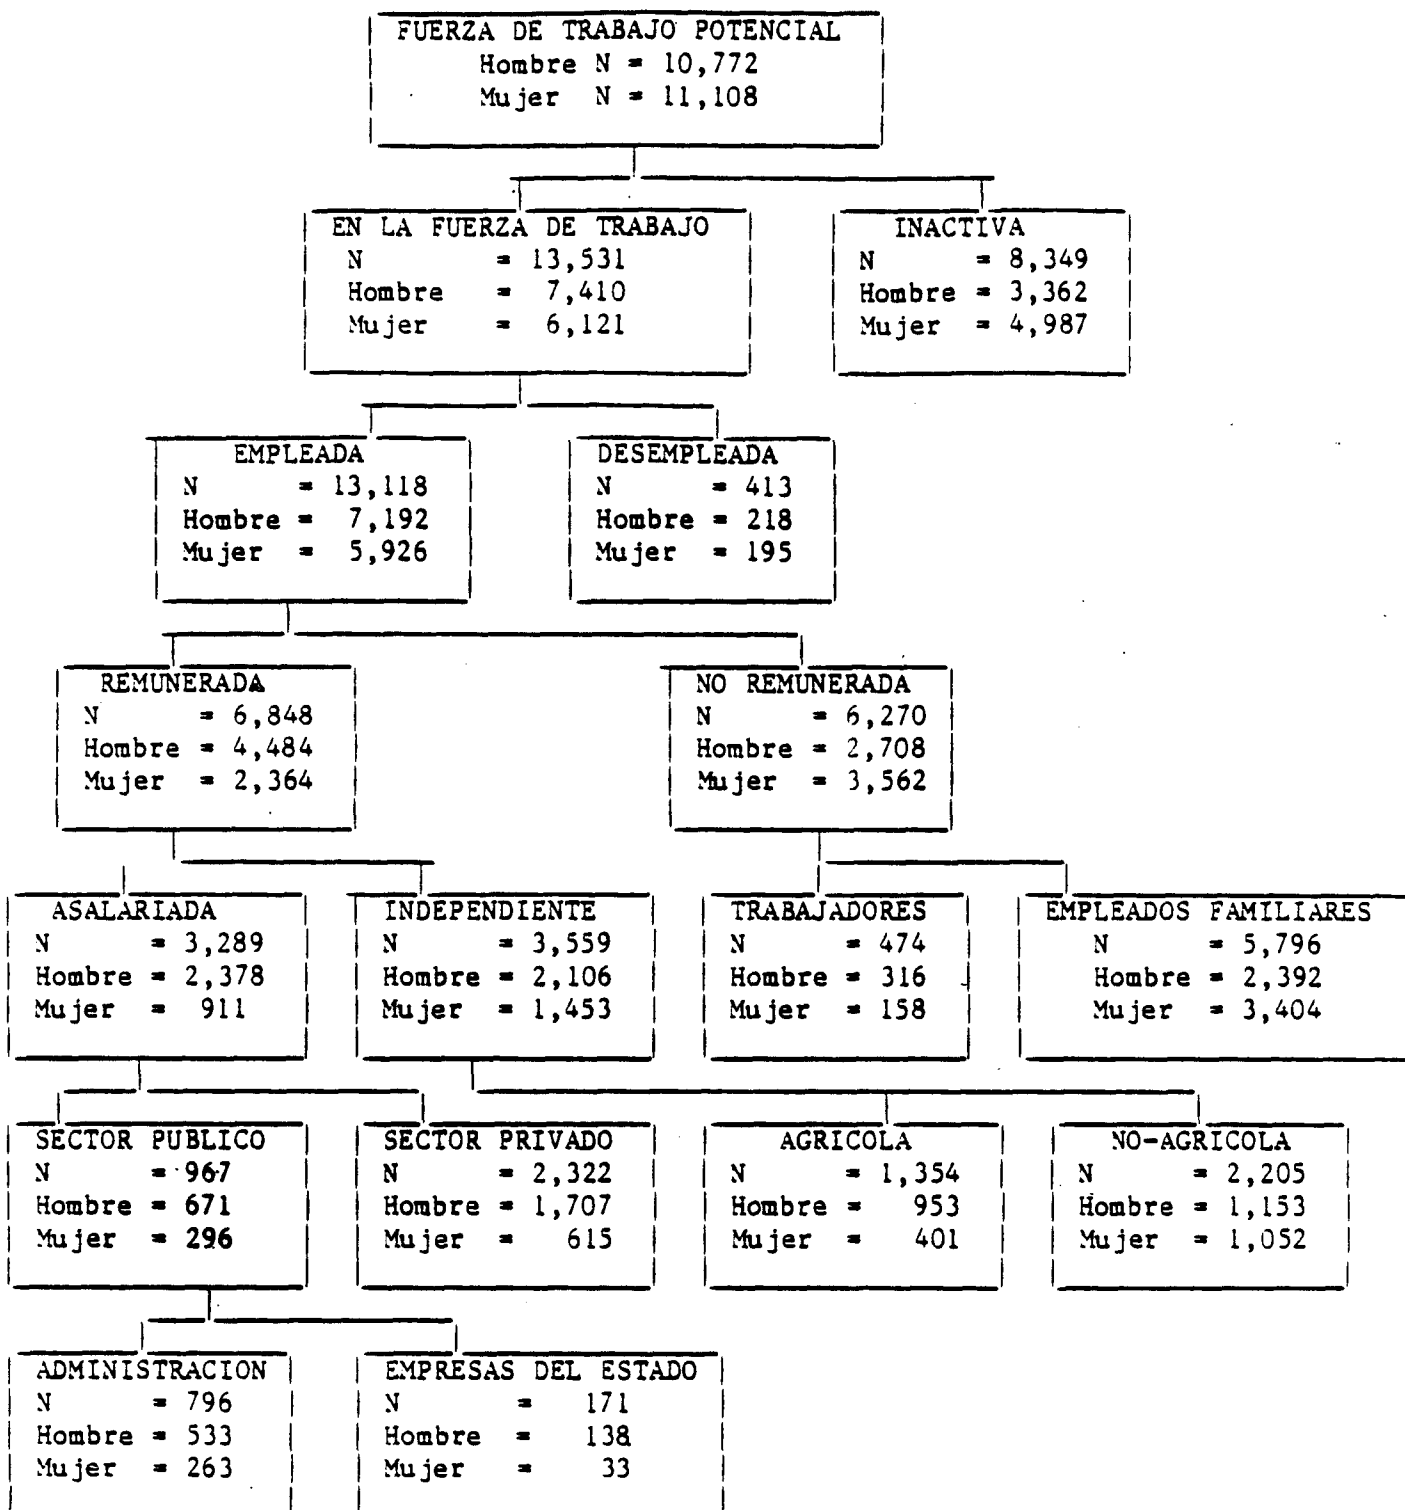 FUERZA DE TRABAJO POTENCIAL
Hombre N = 10,772
Mujer N = 11,108
EN LA FUERZA DE TRABAJO
N = 13,531
Hombre = 7,410
Mujer = 6,121
INACTIVA
N = 8,349
Hombre = 3,362
Mujer = 4,987
EMPLEADA
N = 13,118
Hombre = 7,192
Mujer = 5,926
DESEMPLEADA
N = 413
Hombre = 218
Mujer = 195
REMUNERADA
N = 6,848
Hombre = 4,484
Mujer = 2,364
NO REMUNERADA
N = 6,270
Hombre = 2,708
Mujer = 3,562
ASALARIADA
N = 3,289
Hombre = 2,378
Mujer = 911
INDEPENDIENTE
N = 3,559
Hombre = 2,106
Mujer = 1,453
TRABAJADORES
N = 474
Hombre = 316
Mujer = 158
EMPLEADOS FAMILIARES
N = 5,796
Hombre = 2,392
Mujer = 3,404
SECTOR PUBLICO
N = 967
Hombre = 671
Mujer = 296
SECTOR PRIVADO
N = 2,322
Hombre = 1,707
Mujer = 615
AGRICOLA
N = 1,354
Hombre = 953
Mujer = 401
NO-AGRICOLA
N = 2,205
Hombre = 1,153
Mujer = 1,052
ADMINISTRACION
N = 796
Hombre = 533
Mujer = 263
EMPRESAS DEL ESTADO
N = 171
Hombre = 138
Mujer = 33